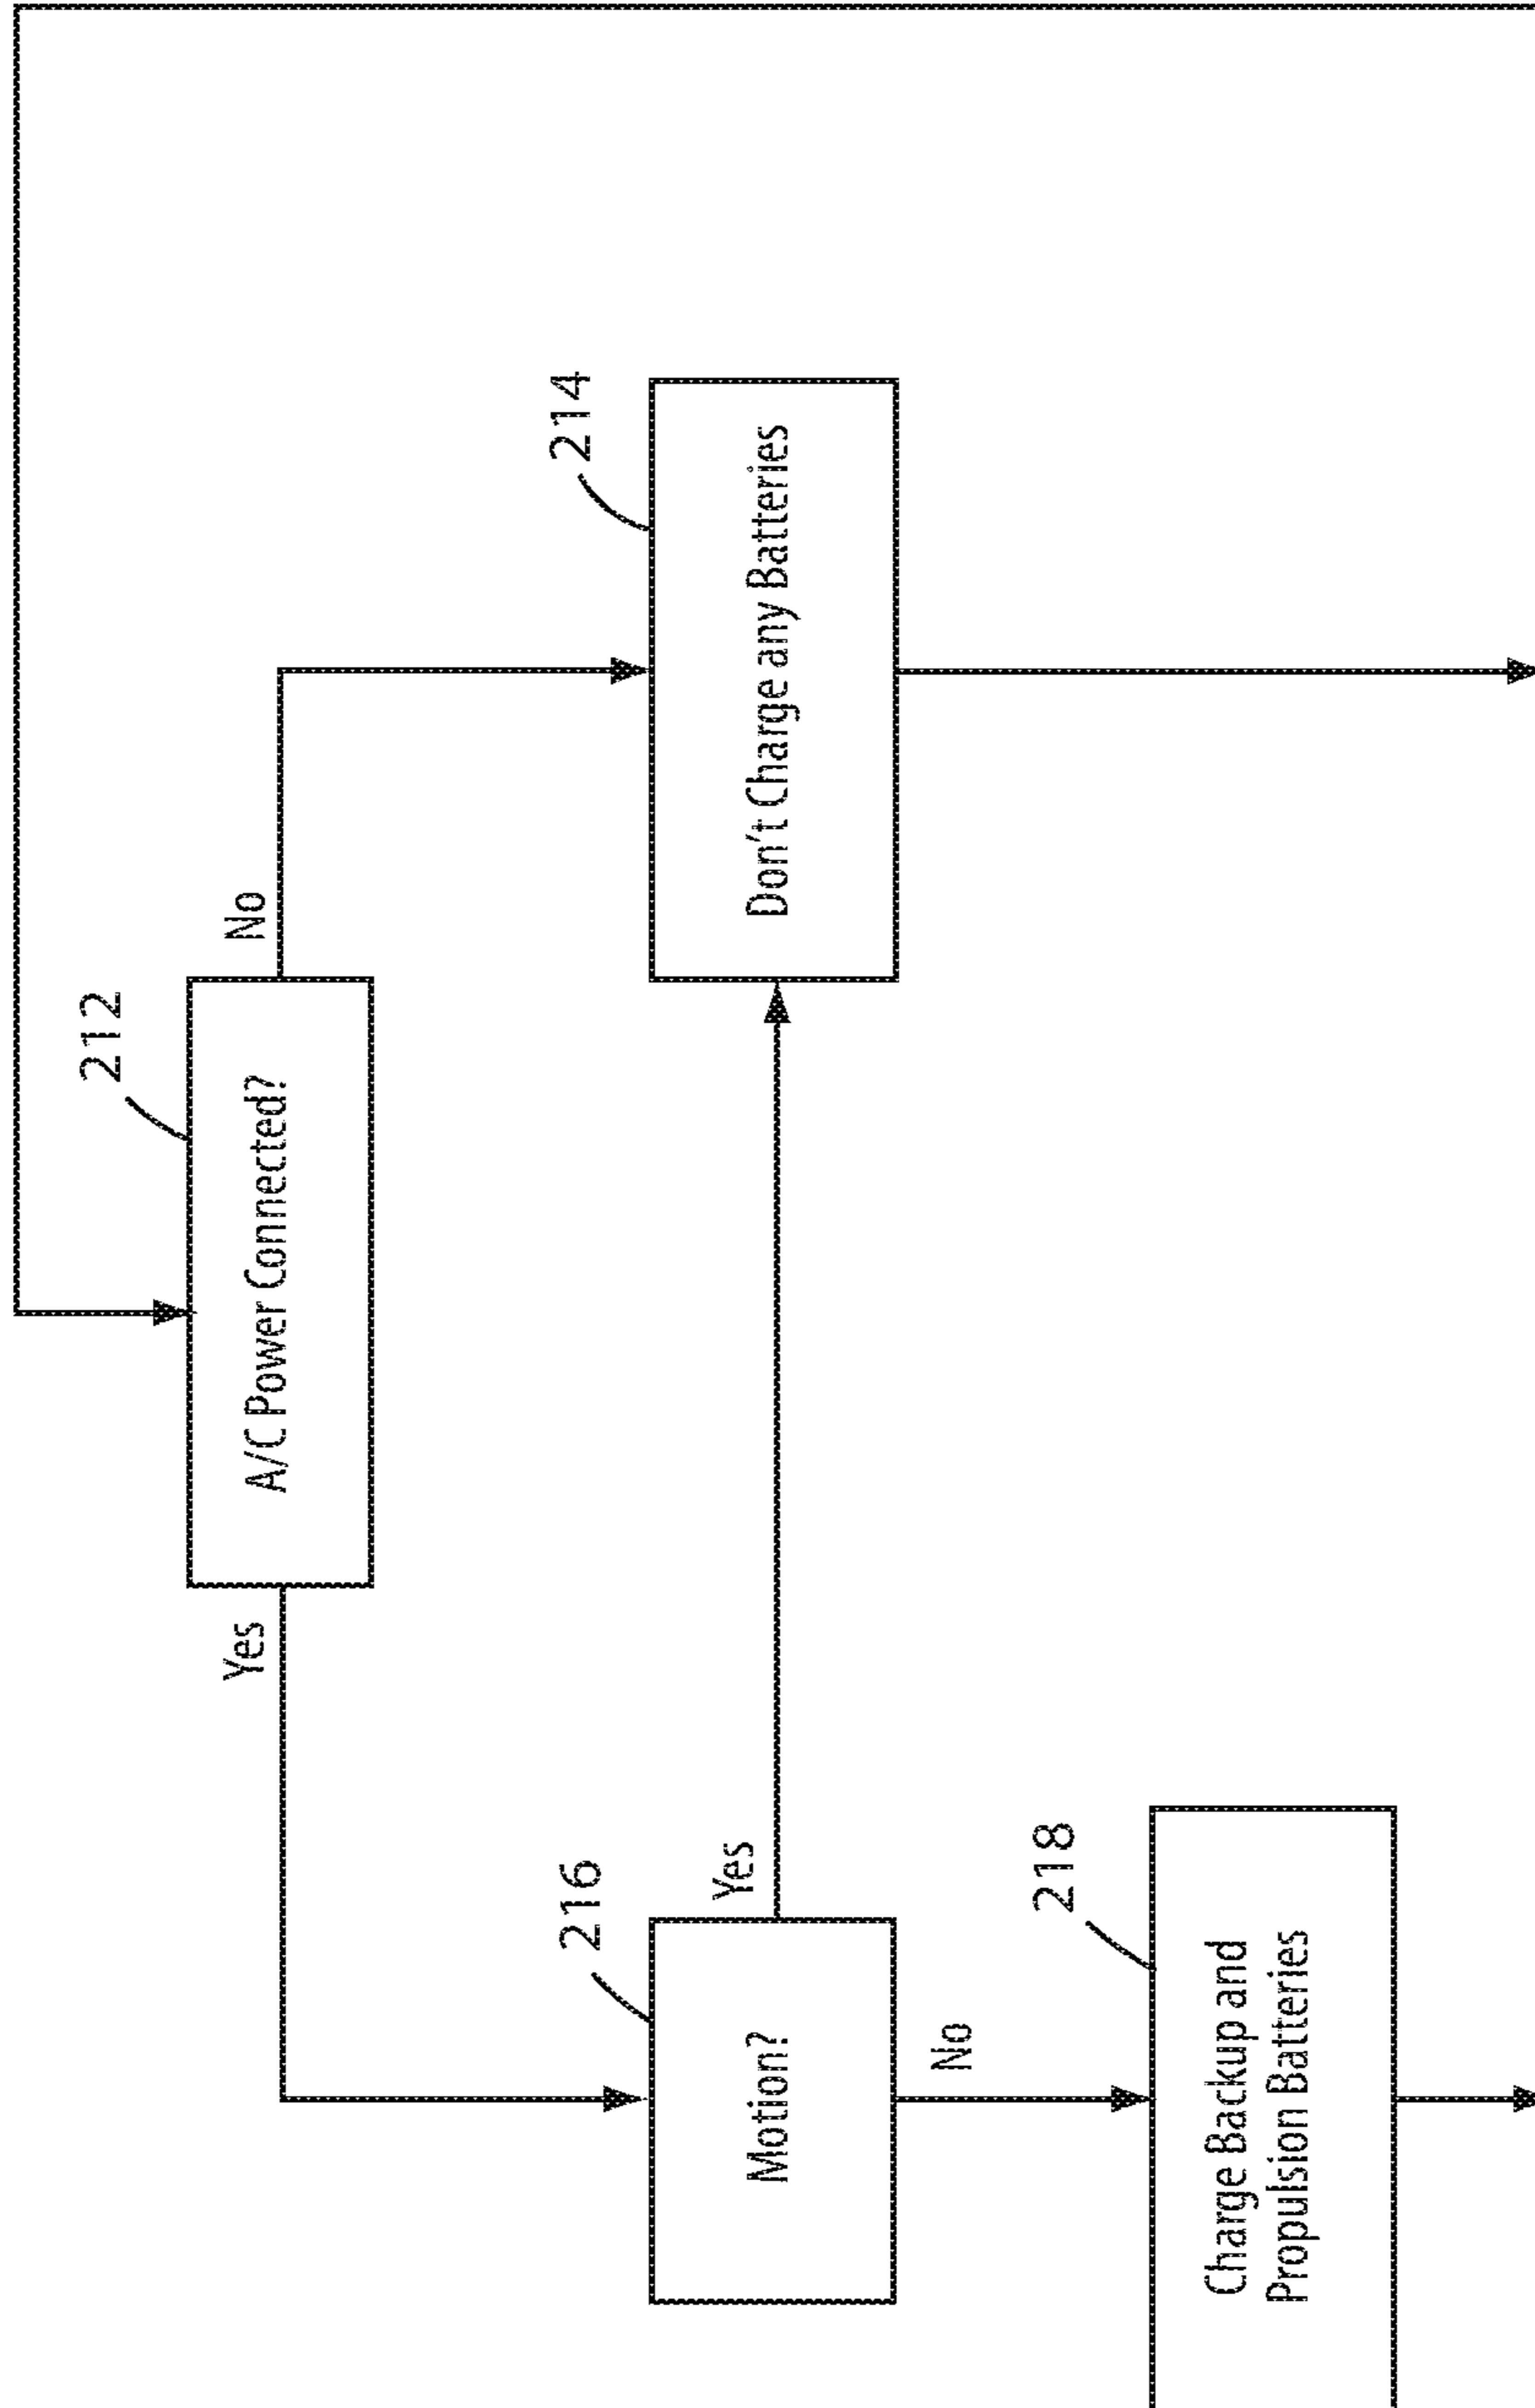 212
A/C Power Connected?
Yes
No
216
Motion?
Yes
214
Don't Charge any Batteries
No
218
Charge Backup and
Propulsion Batteries